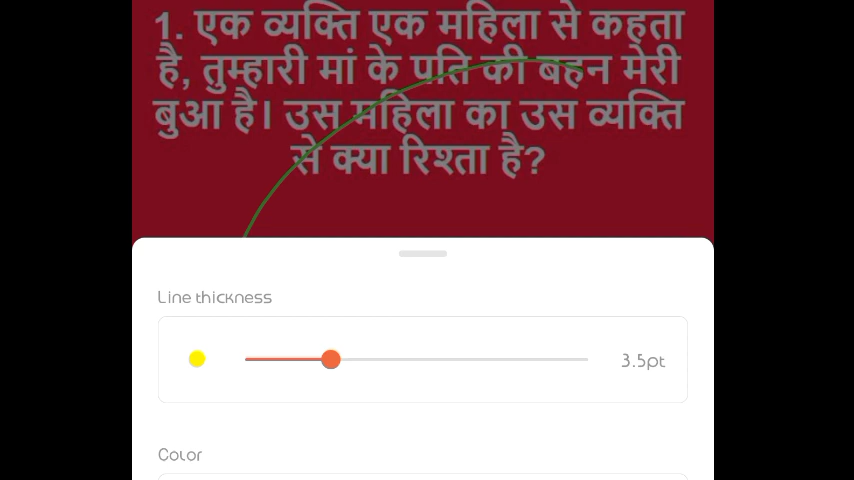 1. एक व्यक्ति एक महिला से कहता
है, तुम्हारी मां के पति की बहन मेरी
बुआ है। उस महिला का उस व्यक्ति
से क्या रिश्ता है?
Line thickness
3.5pt
Color